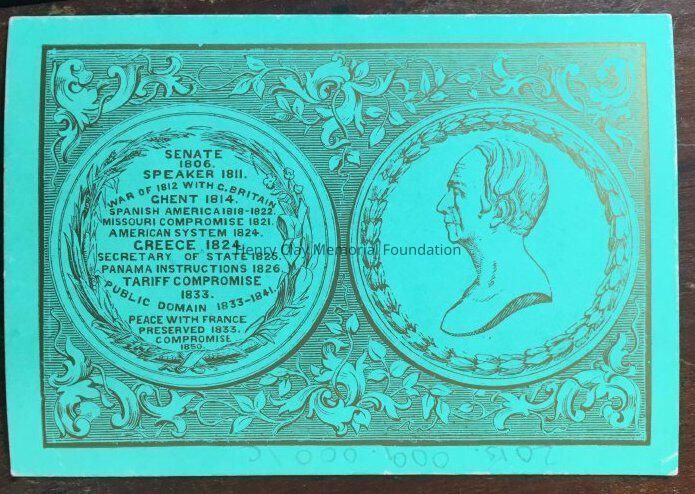 SENATE
1806.
SPEAKER 1811.
WAR OF 1812 WITH G. BRITAIN
GHENT 1814.
SPANISH AMERICA 1818-1822.
MISSOURI COMPROMISE 1821.
AMERICAN SYSTEM 1824.
GREECE 1824.
SECRETARY OF STATE 1825.
PANAMA INSTRUCTIONS 1826.
TARIFF COMPROMISE
1833.
PUBLIC DOMAIN 1833-1841.
PEACE WITH FRANCE
PRESERVED 1833.
COMPROMISE
1850.
Henry Clay Memorial Foundation